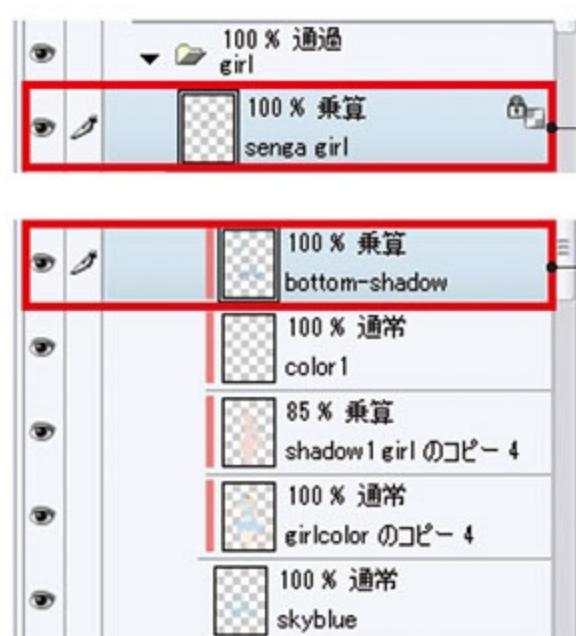 100 % 通過
girl
100 % 乗算
senga girl
100 % 乗算
bottom-shadow
100 % 通常
color1
85 % 乗算
shadow1 girl のコピー 4
100 % 通常
girlcolor のコピー 4
100 % 通常
skyblue